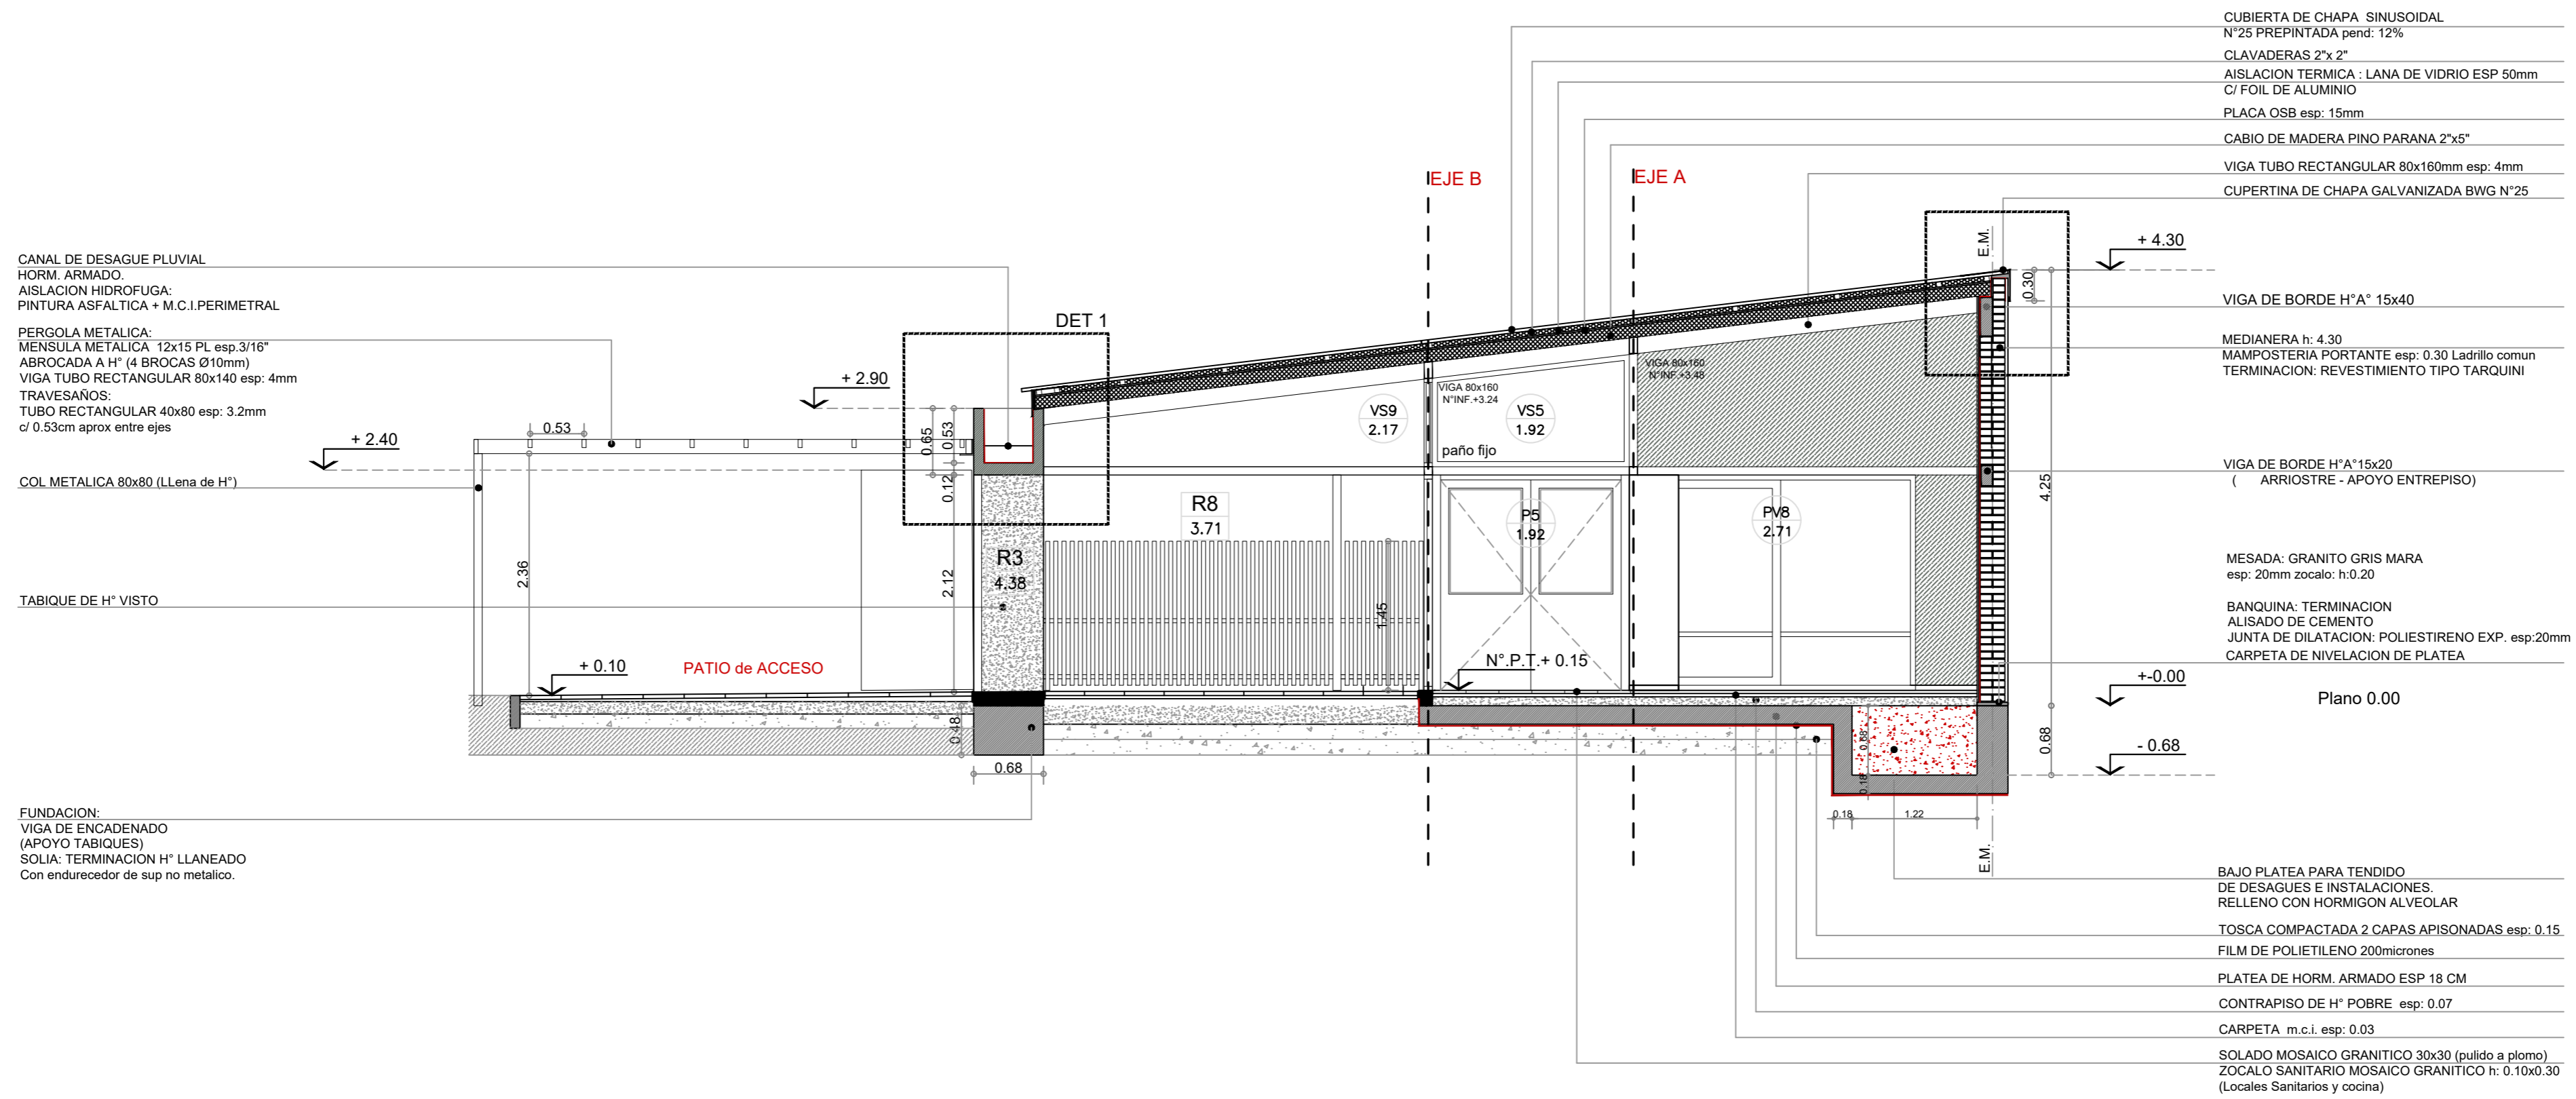 CUBIERTA DE CHAPA SINUSOIDAL
N°25 PREPINTADA pend: 12%
CLAVADERAS 2"x 2"
AISLACION TERMICA : LANA DE VIDRIO ESP 50mm
C/ FOIL DE ALUMINIO
PLACA OSB esp: 15mm
CABIO DE MADERA PINO PARANA 2"x5"
VIGA TUBO RECTANGULAR 80x160mm esp: 4mm
CUPERTINA DE CHAPA GALVANIZADA BWG N°25
EJE B
EJE A
E.M.
+ 4.30
0.30
CANAL DE DESAGUE PLUVIAL
HORM. ARMADO.
AISLACION HIDROFUGA:
PINTURA ASFALTICA + M.C.I.PERIMETRAL
PERGOLA METALICA:
MENSULA METALICA 12x15 PL esp.3/16"
ABROCADA A H° (4 BROCAS Ø10mm)
VIGA TUBO RECTANGULAR 80x140 esp: 4mm
TRAVESAÑOS:
TUBO RECTANGULAR 40x80 esp: 3.2mm
c/ 0.53cm aprox entre ejes
COL METALICA 80x80 (LLena de H°)
TABIQUE DE H° VISTO
+ 2.40
0.53
2.36
+ 2.90
DET 1
0.65
0.53
0.12
2.12
+ 0.10
PATIO de ACCESO
R3
4.38
R8
3.71
1.45
VS9
2.17
VIGA 80x160
N°INF.+3.24
VS5
1.92
paño fijo
VIGA 80x160
N°INF.+3.48
P5
1.92
PV8
2.71
N°.P.T.+ 0.15
VIGA DE BORDE H°A° 15x40
MEDIANERA h: 4.30
MAMPOSTERIA PORTANTE esp: 0.30 Ladrillo comun
TERMINACION: REVESTIMIENTO TIPO TARQUINI
VIGA DE BORDE H°A°15x20
( ARRIOSTRE - APOYO ENTREPISO)
4.25
MESADA: GRANITO GRIS MARA
esp: 20mm zocalo: h:0.20
BANQUINA: TERMINACION
ALISADO DE CEMENTO
JUNTA DE DILATACION: POLIESTIRENO EXP. esp:20mm
CARPETA DE NIVELACION DE PLATEA
+-0.00
Plano 0.00
0.68
- 0.68
0.48
0.68
0.68
0.18
0.18
1.22
E.M.
FUNDACION:
VIGA DE ENCADENADO
(APOYO TABIQUES)
SOLIA: TERMINACION H° LLANEADO
Con endurecedor de sup no metalico.
BAJO PLATEA PARA TENDIDO
DE DESAGUES E INSTALACIONES.
RELLENO CON HORMIGON ALVEOLAR
TOSCA COMPACTADA 2 CAPAS APISONADAS esp: 0.15
FILM DE POLIETILENO 200micrones
PLATEA DE HORM. ARMADO ESP 18 CM
CONTRAPISO DE H° POBRE esp: 0.07
CARPETA m.c.i. esp: 0.03
SOLADO MOSAICO GRANITICO 30x30 (pulido a plomo)
ZOCALO SANITARIO MOSAICO GRANITICO h: 0.10x0.30
(Locales Sanitarios y cocina)